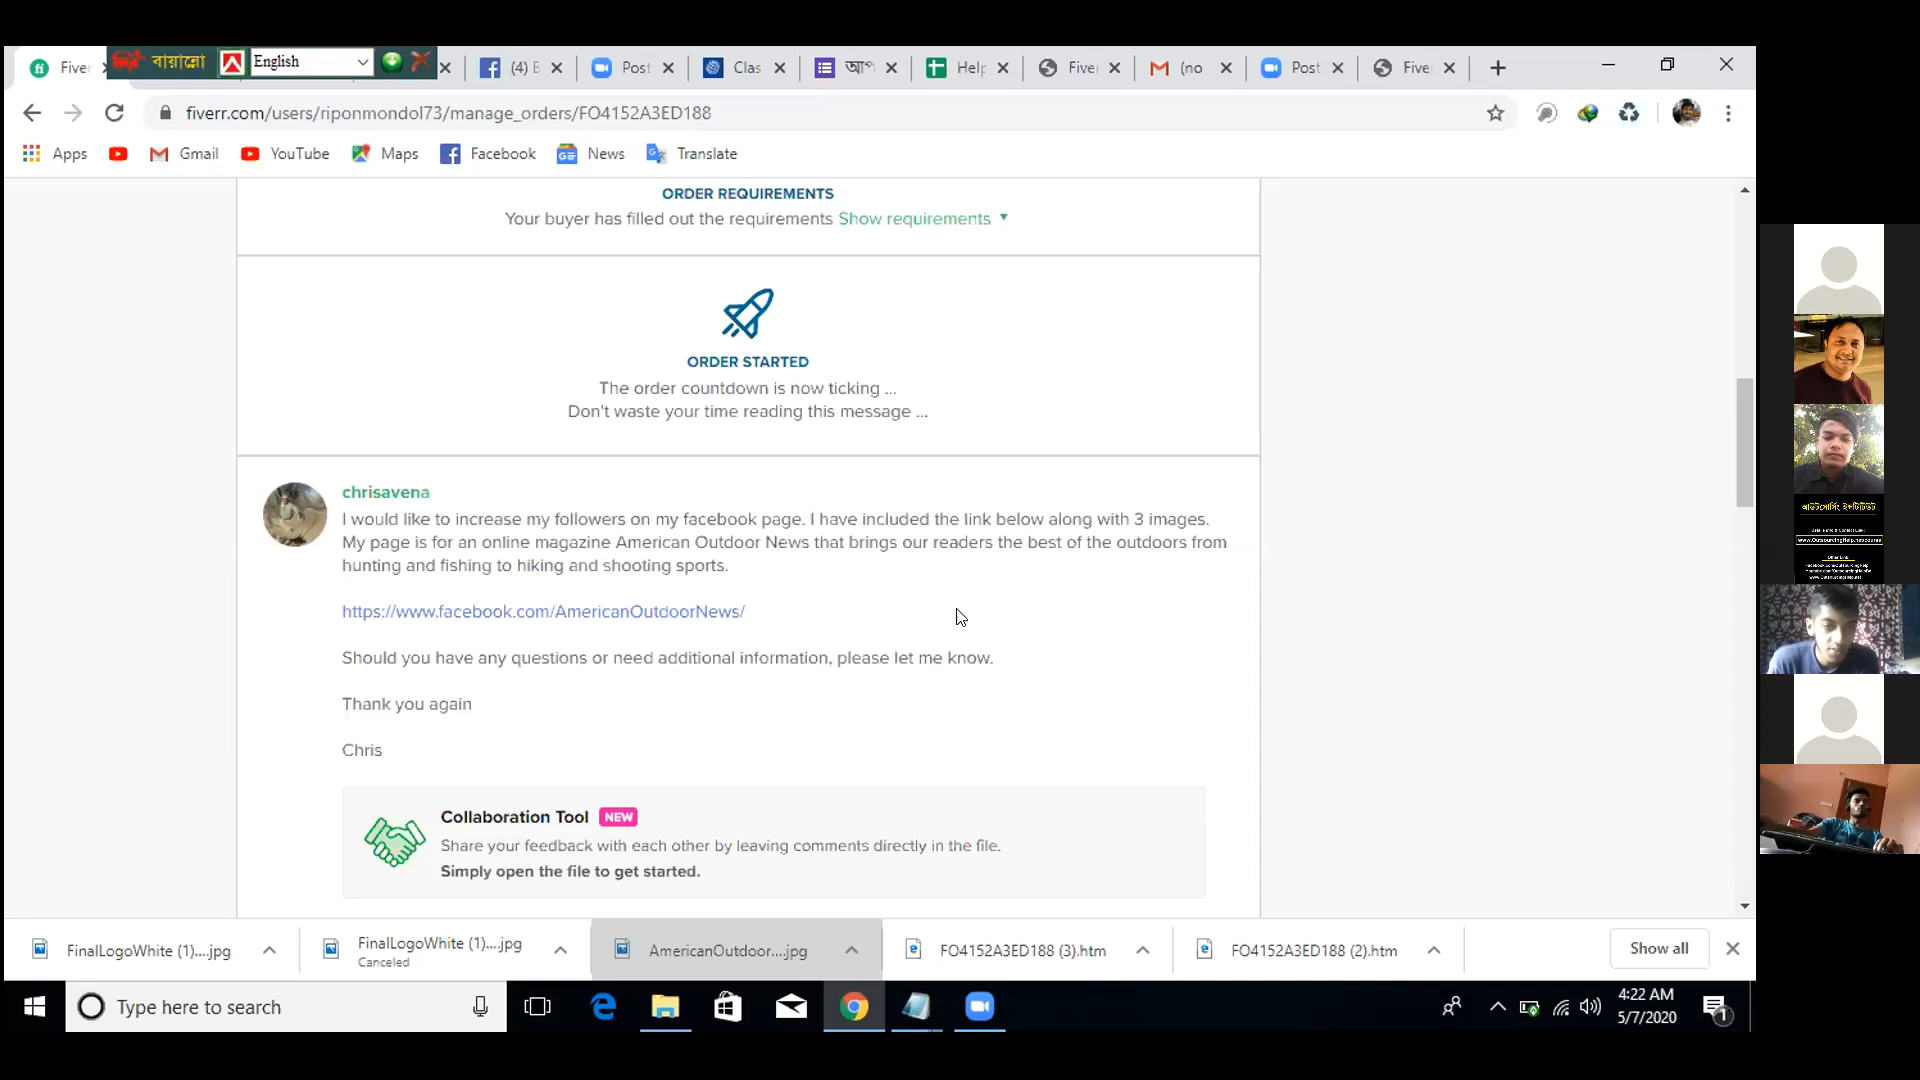 Fiver
বায়ান্নো
English
(4) E
Post
Clas
আপ
Help
Five
(no
Post
Five
fiverr.com/users/riponmondol73/manage_orders/FO4152A3ED188
Apps
Gmail
YouTube
Maps
Facebook
News
Translate
ORDER REQUIREMENTS
Your buyer has filled out the requirements Show requirements
ORDER STARTED
The order countdown is now ticking ...
Don't waste your time reading this message ...
chrisavena
I would like to increase my followers on my facebook page. I have included the link below along with 3 images.
My page is for an online magazine American Outdoor News that brings our readers the best of the outdoors from
hunting and fishing to hiking and shooting sports.
https://www.facebook.com/AmericanOutdoorNews/
Should you have any questions or need additional information, please let me know.
Thank you again
Chris
Collaboration Tool NEW
Share your feedback with each other by leaving comments directly in the file.
Simply open the file to get started.
FinalLogoWhite (1)....jpg
FinalLogoWhite (1)....jpg
Canceled
AmericanOutdoor....jpg
FO4152A3ED188 (3).htm
FO4152A3ED188 (2).htm
Show all
Type here to search
4:22 AM
5/7/2020
1